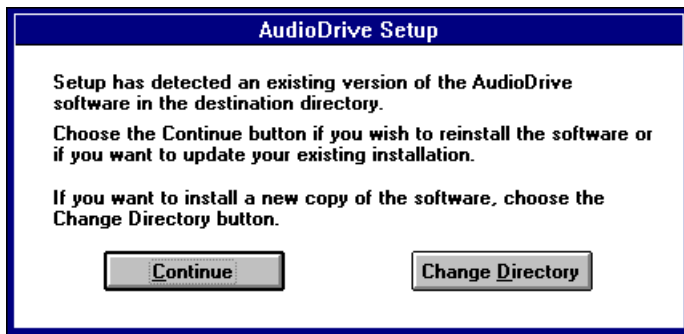 AudioDrive Setup
Setup has detected an existing version of the AudioDrive
software in the destination directory.
Choose the Continue button if you wish to reinstall the software or
if you want to update your existing installation.
If you want to install a new copy of the software, choose the
Change Directory button.
Continue
Change Directory